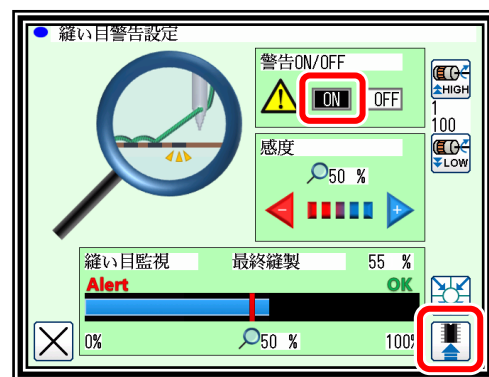 縫い目警告設定
警告ON/OFF
ON OFF
HIGH
1
100
LOW
感度
50 %
縫い目監視 最終縫製 55 %
Alert OK
0% 50 % 100%